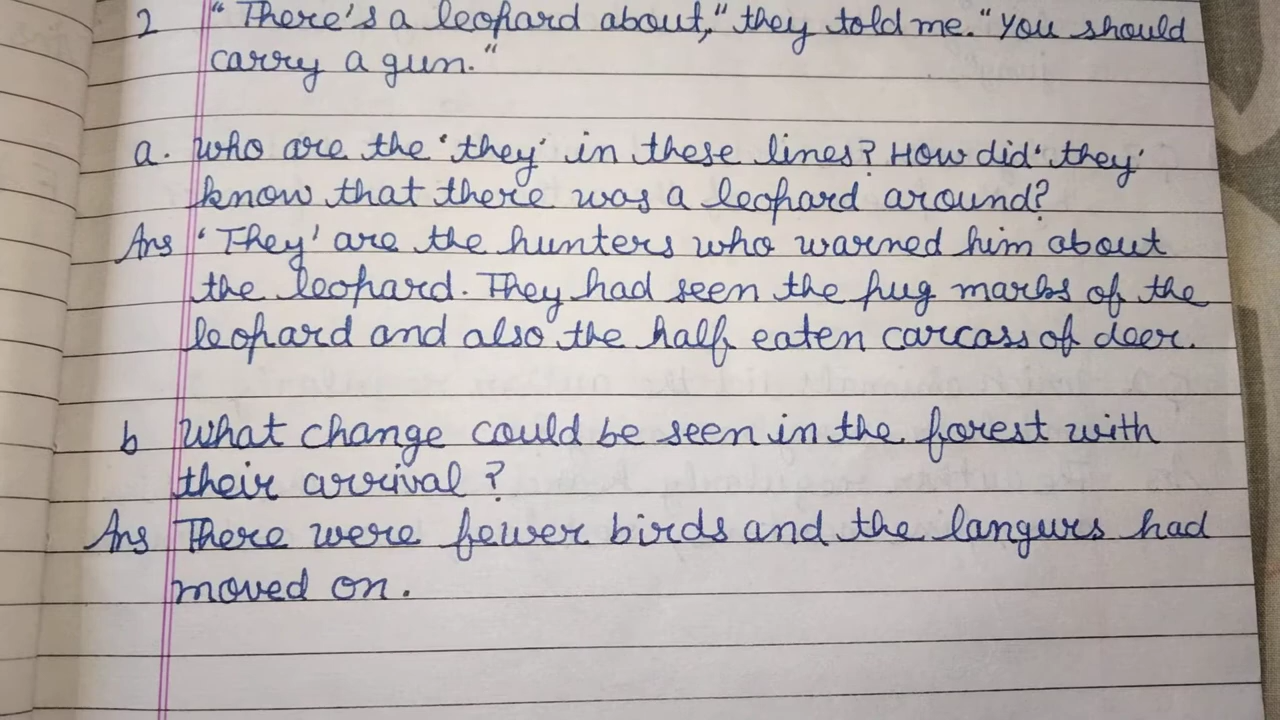 2 "There's a leopard about," they told me. "You should
carry a gun."
a. Who are the 'they' in these lines? How did 'they'
know that there was a leopard around?
Ans 'They' are the hunters who warned him about
the leopard. They had seen the pug marks of the
leopard and also the half eaten carcass of deer.
b What change could be seen in the forest with
their arrival?
Ans There were fewer birds and the langurs had
moved on.